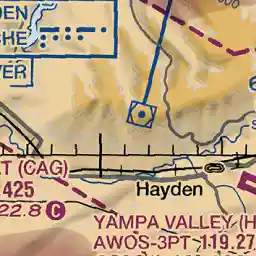 DEN
CHE
VER
T (CAG)
425
22.8 C
Hayden
YAMPA VALLEY (H
AWOS-3PT 119.27